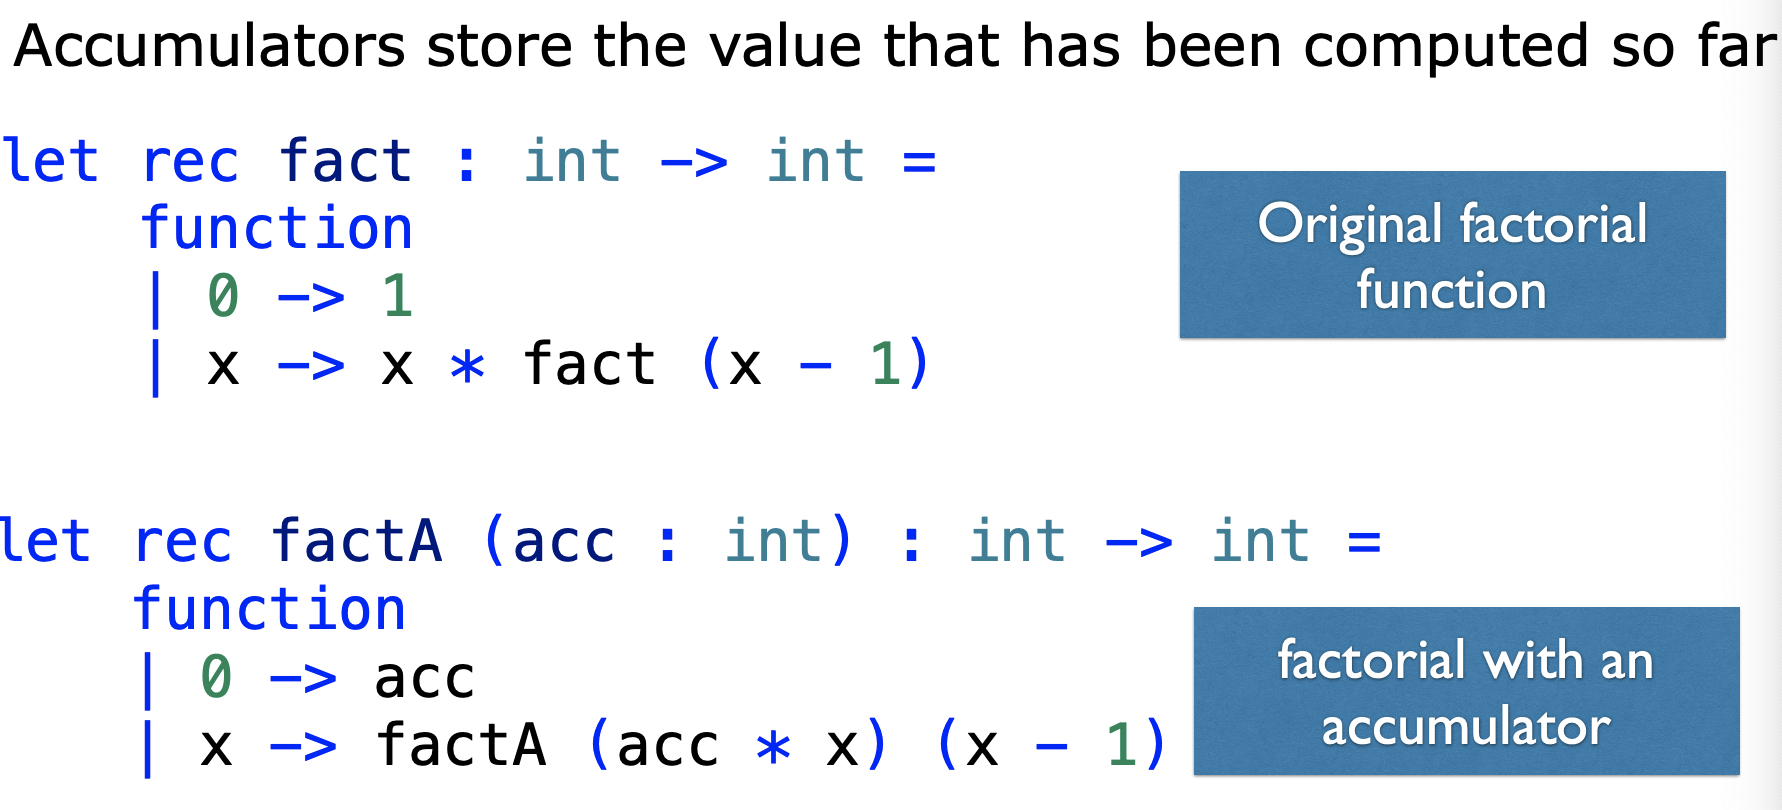 Accumulators store the value that has been computed so far
let rec fact : int -> int =
    function
    | 0 -> 1
    | x -> x * fact (x - 1)
Original factorial
function
let rec factA (acc : int) : int -> int =
    function
    | 0 -> acc
    | x -> factA (acc * x) (x - 1)
factorial with an
accumulator